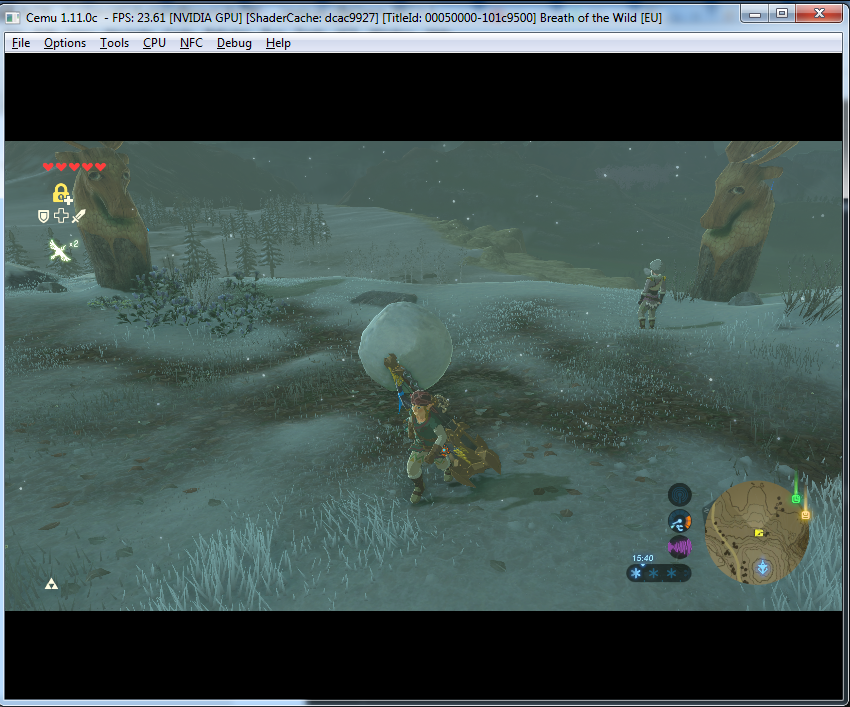 Cemu 1.11.0c - FPS: 23.61 [NVIDIA GPU] [ShaderCache: dcac9927] [TitleId: 00050000-101c9500] Breath of the Wild [EU]
File Options Tools CPU NFC Debug Help
×2
15:40